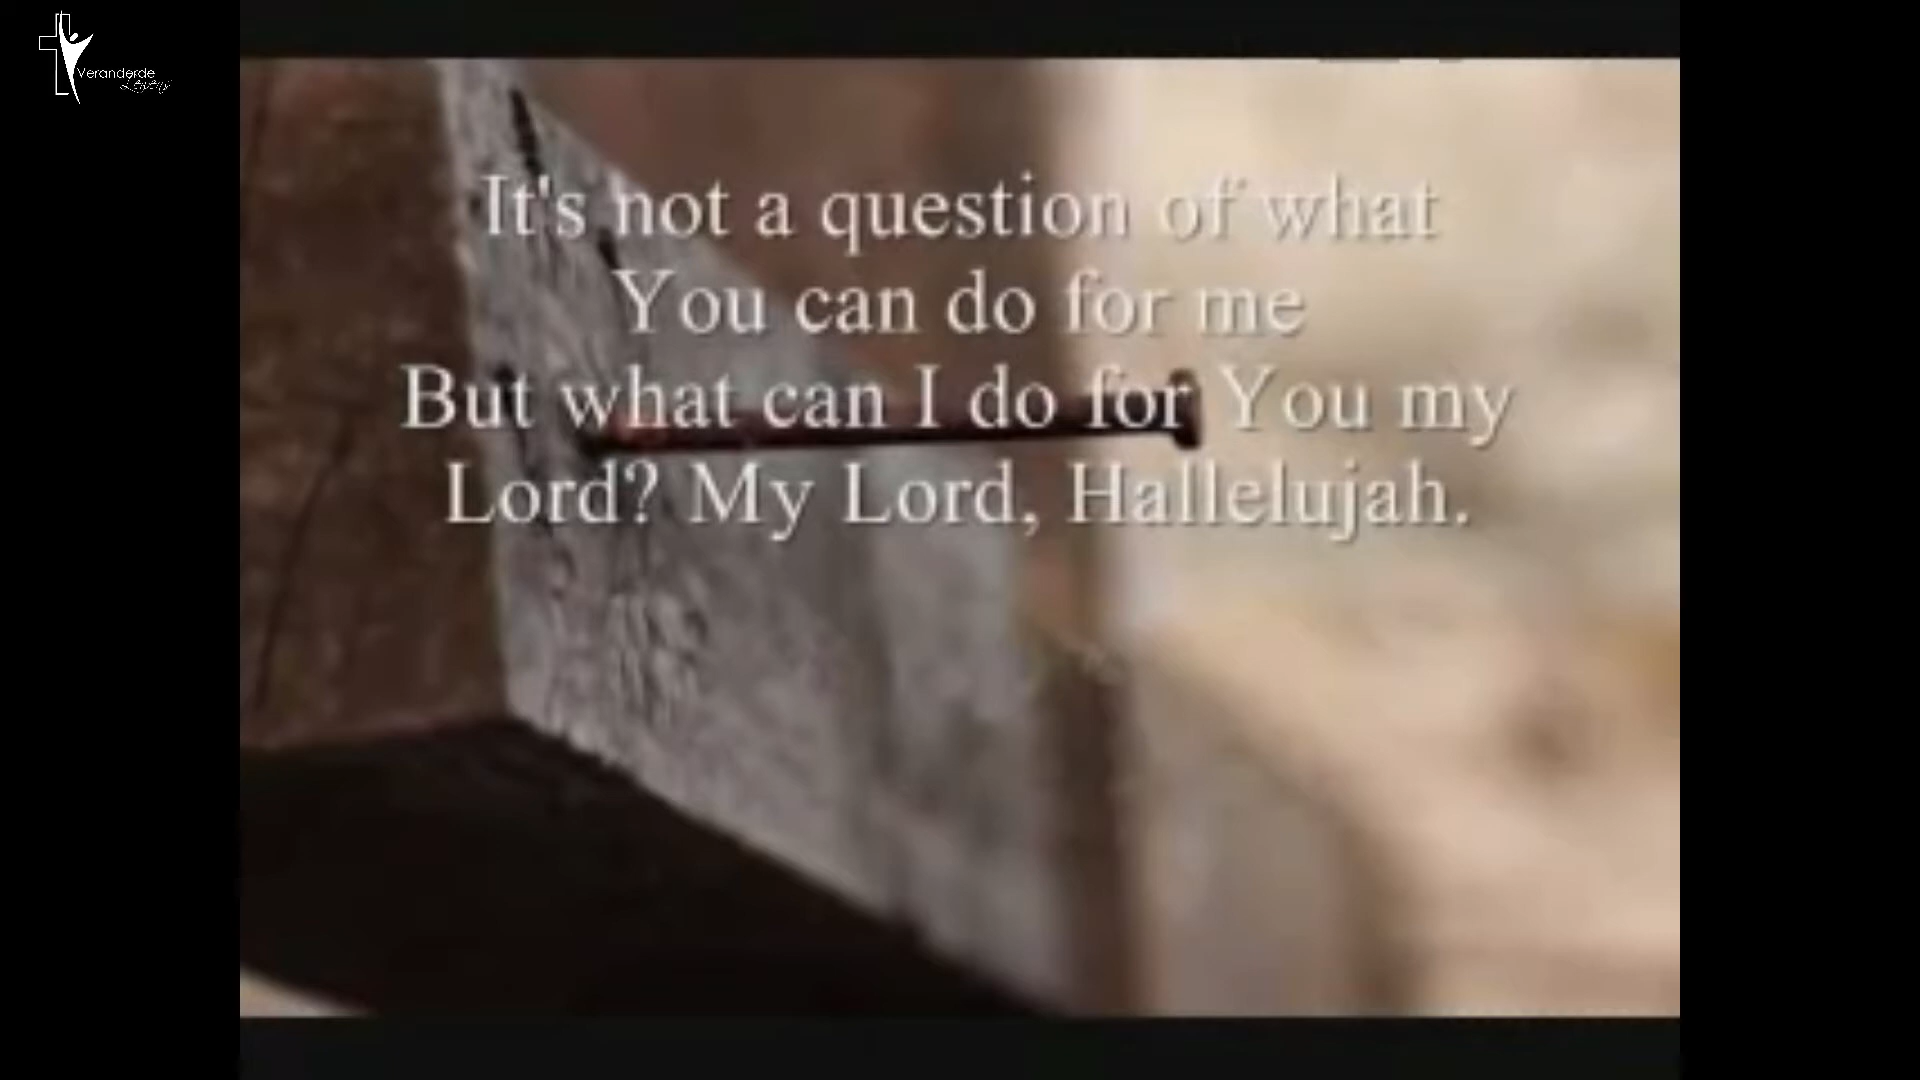 Veranderde
Levens
It's not a question of what
You can do for me
But what can I do for You my
Lord? My Lord, Hallelujah.